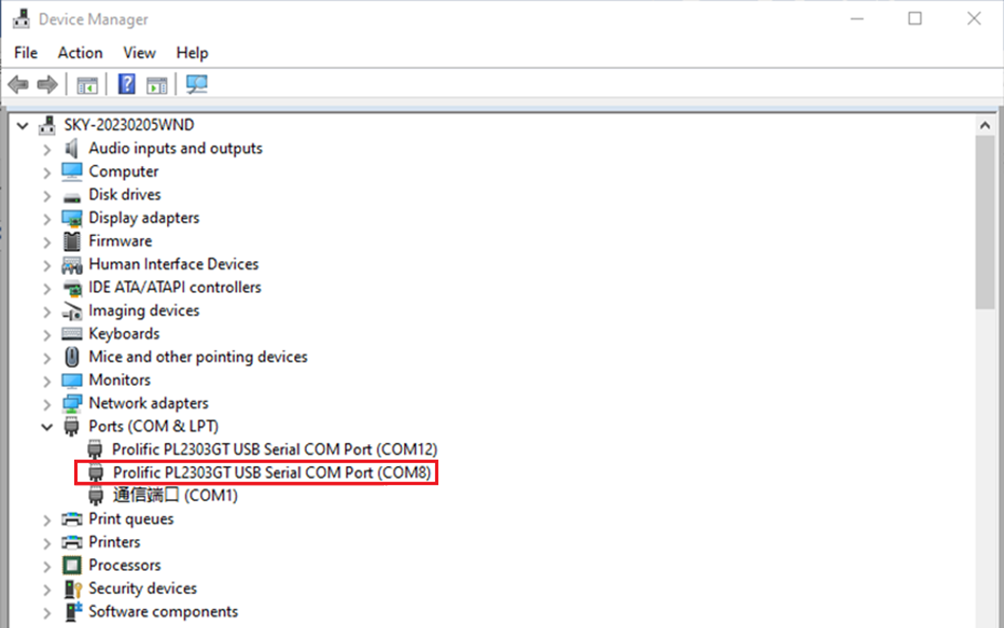 Device Manager
File Action View Help
SKY-20230205WND
Audio inputs and outputs
Computer
Disk drives
Display adapters
Firmware
Human Interface Devices
IDE ATA/ATAPI controllers
Imaging devices
Keyboards
Mice and other pointing devices
Monitors
Network adapters
Ports (COM & LPT)
Prolific PL2303GT USB Serial COM Port (COM12)
Prolific PL2303GT USB Serial COM Port (COM8)
通信端口 (COM1)
Print queues
Printers
Processors
Security devices
Software components